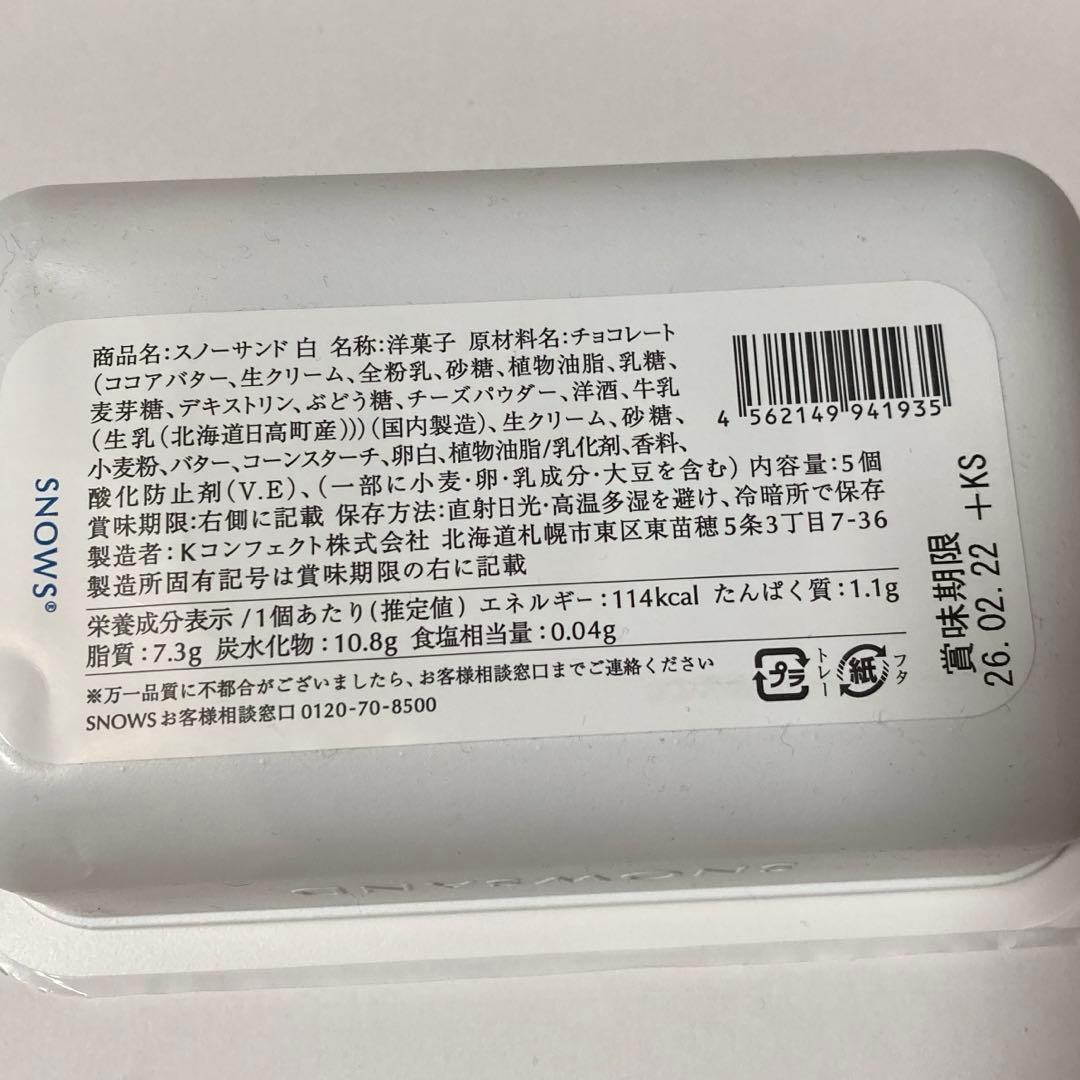 商品名:スノーサンド 白 名称:洋菓子 原材料名:チョコレート
(ココアバター、生クリーム、全粉乳、砂糖、植物油脂、乳糖、
麦芽糖、デキストリン、ぶどう糖、チーズパウダー、洋酒、牛乳
(生乳(北海道日高町産)))(国内製造)、生クリーム、砂糖、
小麦粉、バター、コーンスターチ、卵白、植物油脂/乳化剤、香料、
酸化防止剤(V.E)、(一部に小麦・卵・乳成分・大豆を含む) 内容量:5個
賞味期限:右側に記載 保存方法:直射日光・高温多湿を避け、冷暗所で保存
製造者:Kコンフェクト株式会社 北海道札幌市東区東苗穂5条3丁目7-36
製造所固有記号は賞味期限の右に記載
栄養成分表示/1個あたり(推定値) エネルギー:114kcal たんぱく質:1.1g
脂質:7.3g 炭水化物:10.8g 食塩相当量:0.04g
※万一品質に不都合がございましたら、お客様相談窓口までご連絡ください
SNOWSお客様相談窓口0120-70-8500
4 562149 941935
プラ
トレー
紙
フタ
賞味期限
26.02.22 +KS
SNOWS®
SNOWSAND